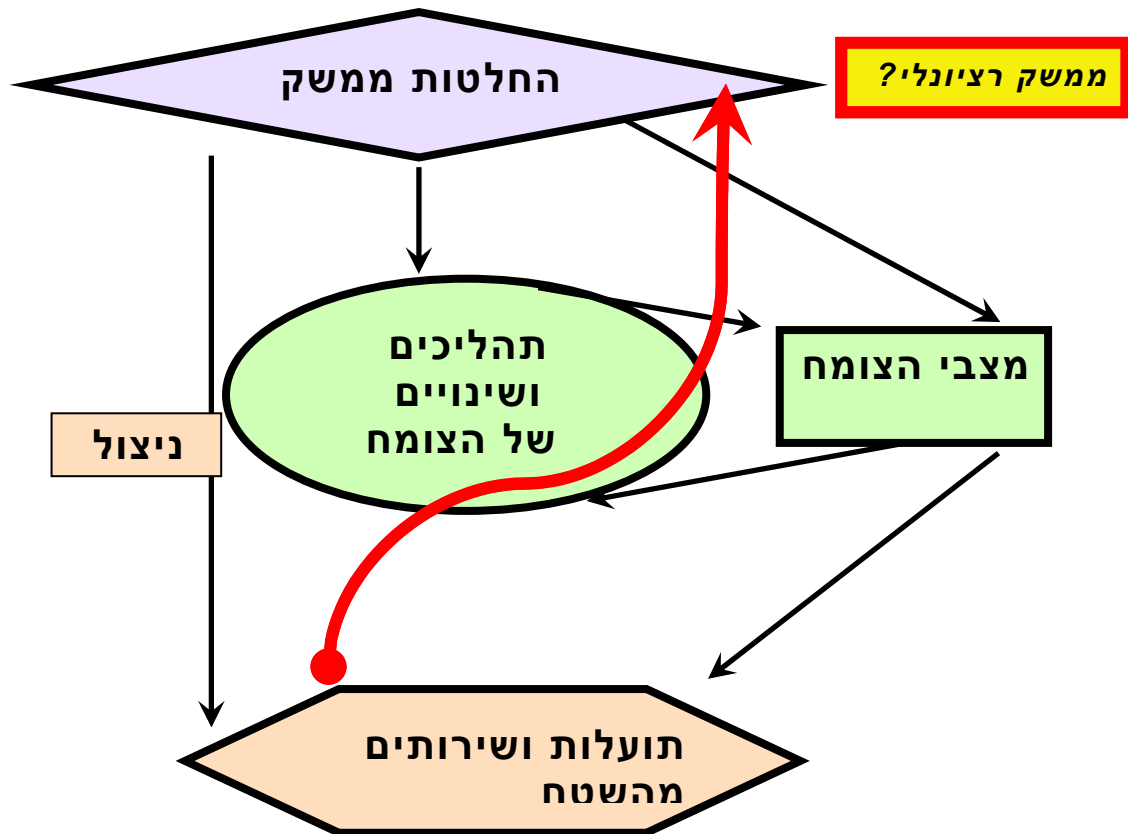 החלטות ממשק
ממשק רציונלי?
תהליכים
ושינויים
של הצומח
מצבי הצומח
ניצול
תועלות ושירותים
מהשטח